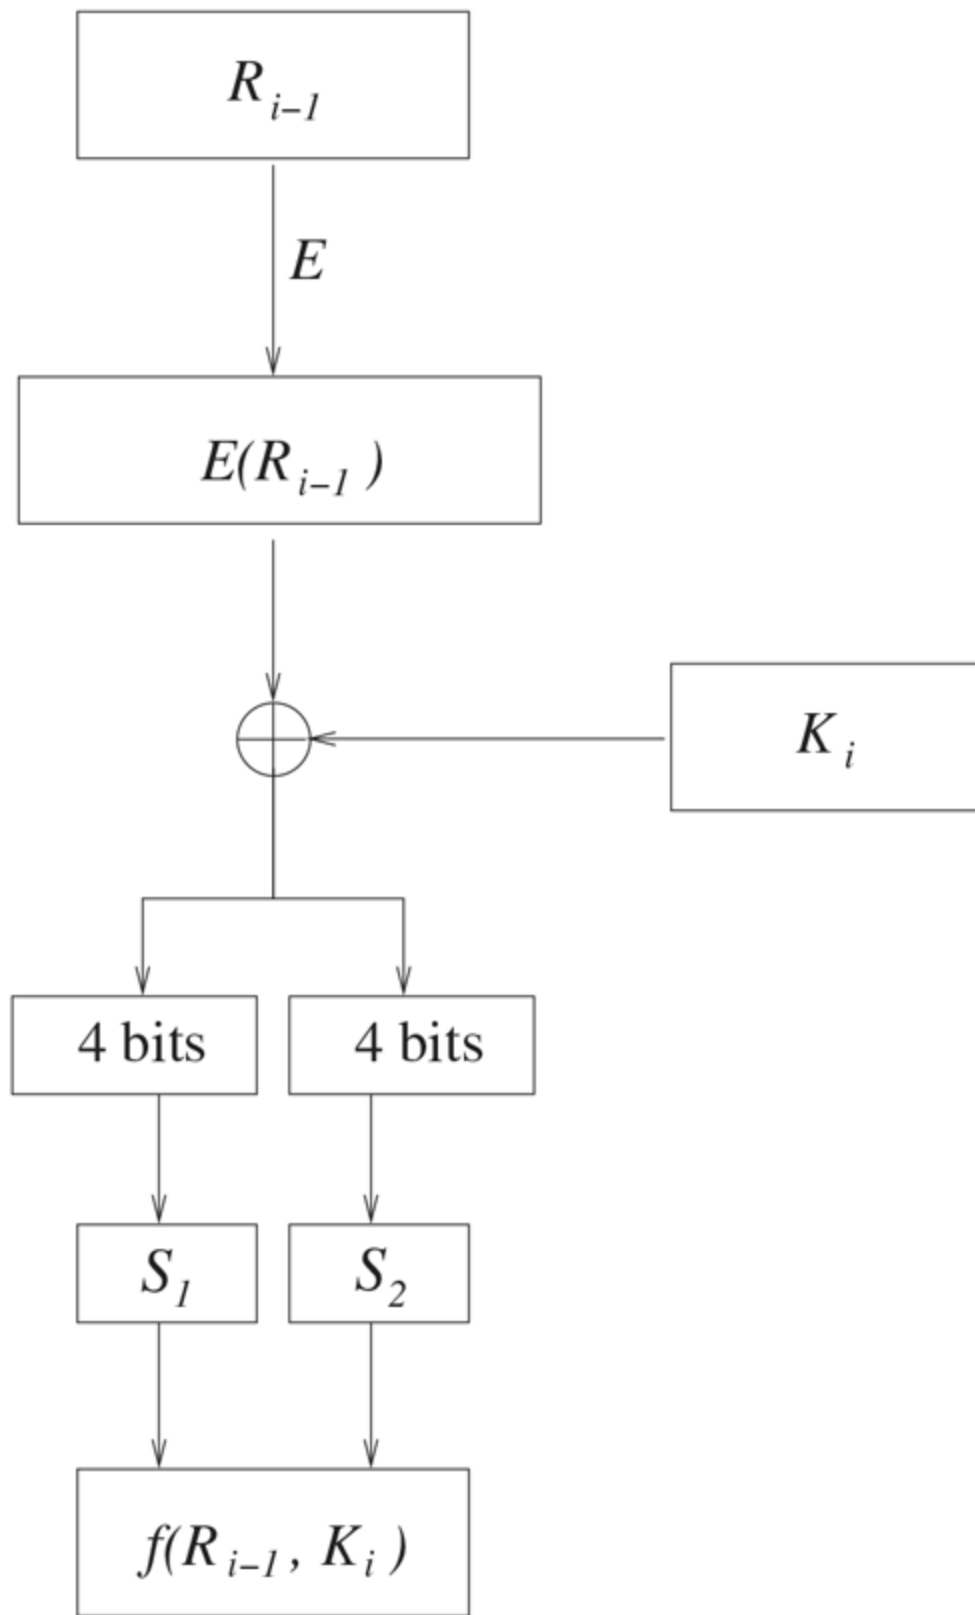 R i–1
E
E(R i–1 )
K i
4 bits 4 bits
S 1 S 2
f(R i–1 , K i )